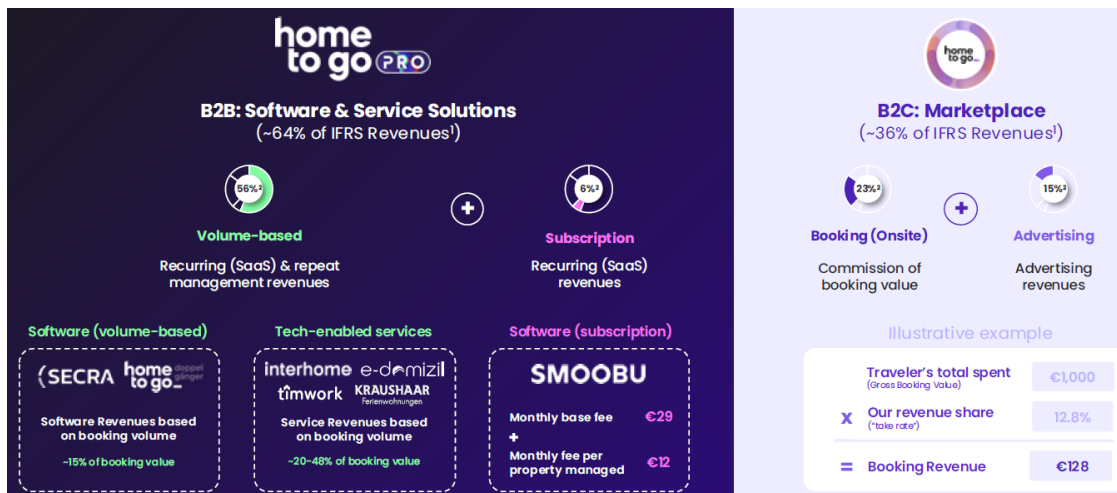 home
to go PRO
B2B: Software & Service Solutions
(~64% of IFRS Revenues¹)
56%²
Volume-based
Recurring (SaaS) & repeat
management revenues
6%²
Subscription
Recurring (SaaS)
revenues
Software (volume-based)
SECRA home
to go_ doppel
gänger
Software Revenues based
on booking volume
~15% of booking value
Tech-enabled services
interhome e-domizil
timwork KRAUSHAAR
Ferienwohnungen
Service Revenues based
on booking volume
~20-48% of booking value
Software (subscription)
SMOOBU
Monthly base fee €29
+
Monthly fee per
property managed €12
home
to go_
B2C: Marketplace
(~36% of IFRS Revenues¹)
23%²
Booking (Onsite)
Commission of
booking value
+
15%²
Advertising
Advertising
revenues
Illustrative example
Traveler's total spent €1,000
(Gross Booking Value)
x Our revenue share 12.8%
("take rate")
= Booking Revenue €128